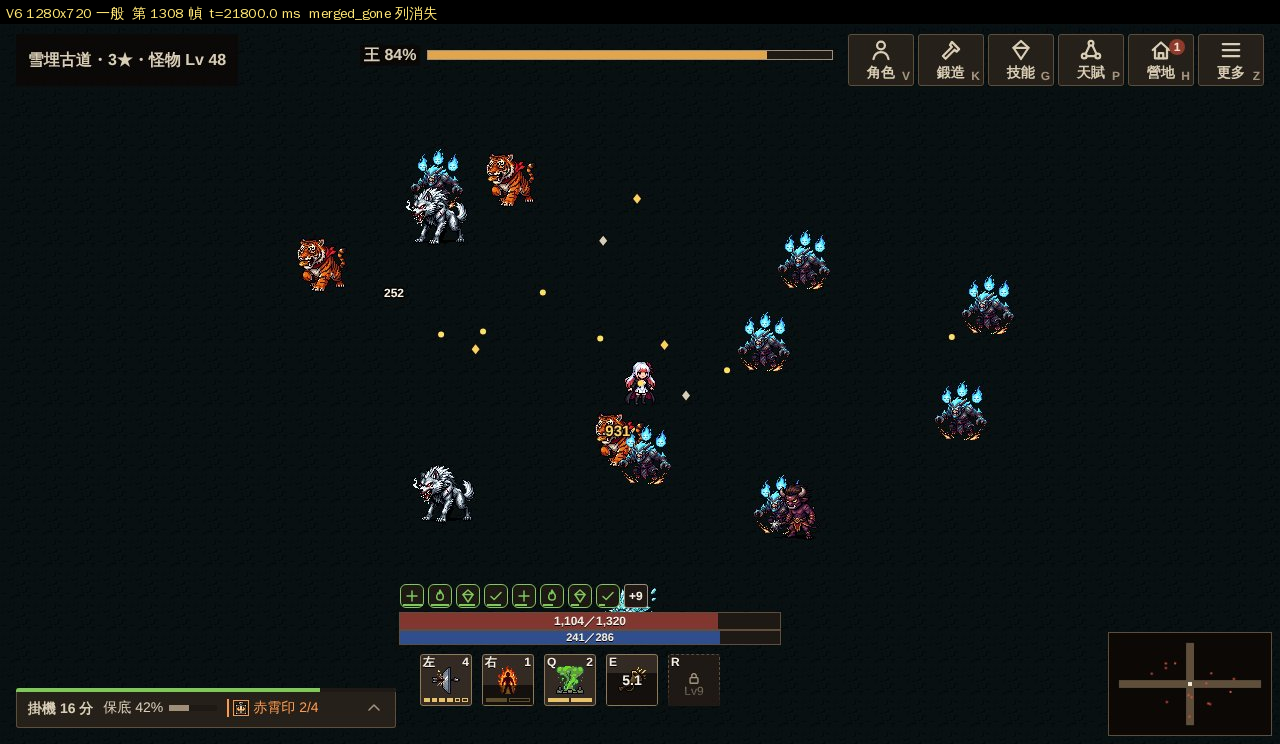 V6 1280x720 一般 第 1308 幀 t=21800.0 ms merged_gone 列消失
雪埋古道・3★・怪物 Lv 48
王 84%
角色 V
鍛造 K
技能 G
天賦 P
營地 H 1
更多 Z
252
931
+9
1,104／1,320
241／286
左 4
右 1
Q 2
E 5.1
R Lv9
掛機 16 分 保底 42% 赤霄印 2/4